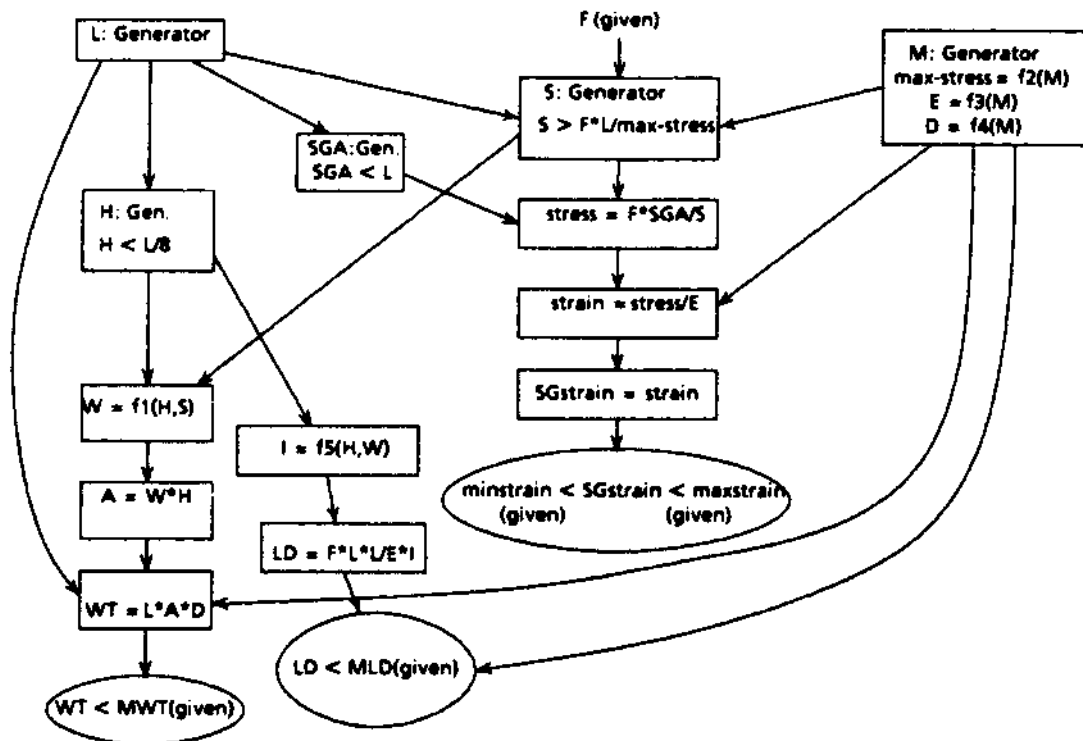 L: Generator
F (given)
M: Generator
max-stress = f2(M)
E = f3(M)
D = f4(M)
S: Generator
S > F*L/max-stress
SGA:Gen.
SGA < L
H: Gen.
H < L/8
stress = F*SGA/S
strain = stress/E
SGstrain = strain
W = f1(H,S)
I = f5(H,W)
minstrain < SGstrain < maxstrain
(given) (given)
A = W*H
LD = F*L*L/E*I
WT = L*A*D
LD < MLD(given)
WT < MWT(given)